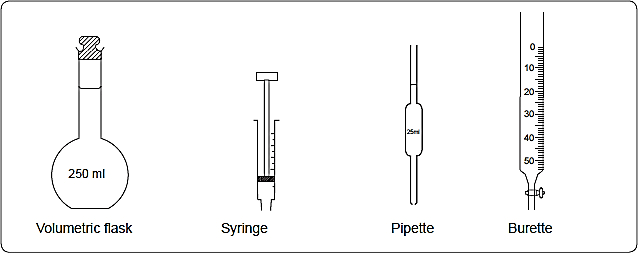 250 ml
25ml
0
10
20
30
40
50
Volumetric flask
Syringe
Pipette
Burette